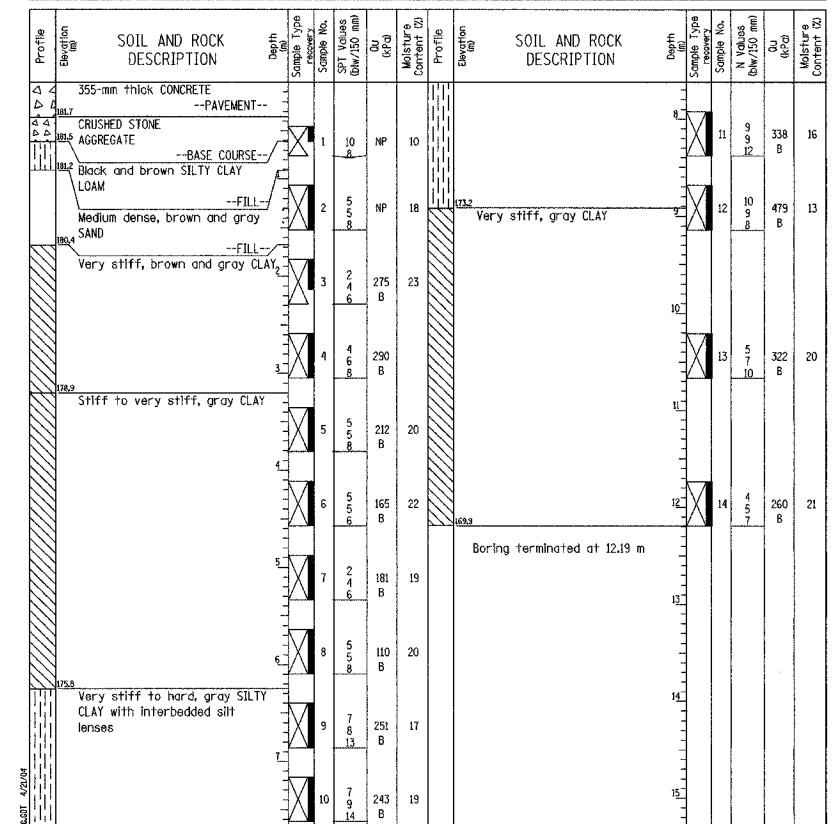 Profile
Elevation (m)
SOIL AND ROCK DESCRIPTION
Depth (m)
Sample Type
recovery
Sample No.
SPT Values (blw/150 mm)
Qu (kPa)
Moisture Content (%)
355-mm thick CONCRETE
--PAVEMENT--
181.7
CRUSHED STONE
181.5 AGGREGATE
--BASE COURSE--
181.2
Black and brown SILTY CLAY
LOAM
--FILL--
Medium dense, brown and gray
SAND
--FILL--
180.4
Very stiff, brown and gray CLAY
178.9
Stiff to very stiff, gray CLAY
175.8
Very stiff to hard, gray SILTY
CLAY with interbedded silt
lenses
1
2
3
4
5
6
7
1 10 8 NP 10
2 5 5 8 NP 18
3 2 4 6 275 B 23
4 4 6 8 290 B
5 5 5 8 212 B 20
6 5 5 6 165 B 22
7 2 4 6 181 B 19
8 5 5 8 110 B 20
9 7 8 13 251 B 17
10 7 9 14 243 B 19
Profile
Elevation (m)
SOIL AND ROCK DESCRIPTION
Depth (m)
Sample Type
recovery
Sample No.
N Values (blw/150 mm)
Qu (kPa)
Moisture Content (%)
173.2
Very stiff, gray CLAY
169.9
Boring terminated at 12.19 m
8
9
10
11
12
13
14
15
11 9 9 12 338 B 16
12 10 9 8 479 B 13
13 5 7 10 322 B 20
14 4 5 7 260 B 21
.GDT 4/21/04